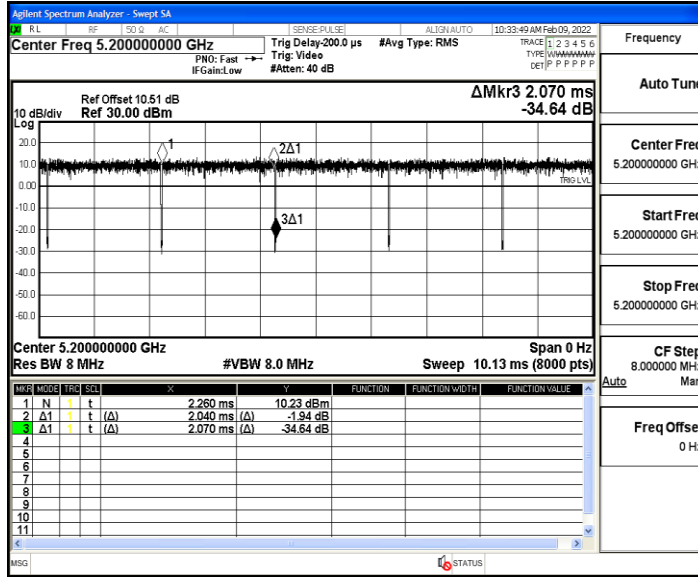 Agilent Spectrum Analyzer - Swept SA
LXI RL RF 50 Ω AC SENSE:PULSE ALIGN AUTO 10:33:49 AM Feb 09, 2022
Center Freq 5.200000000 GHz
PNO: Fast
IFGain:Low
Trig Delay-200.0 µs
Trig: Video
#Atten: 40 dB
#Avg Type: RMS
TRACE 1 2 3 4 5 6
TYPE WWWWWW
DET P P P P P P
Ref Offset 10.51 dB
10 dB/div Ref 30.00 dBm
Log
ΔMkr3 2.070 ms
-34.64 dB
20.0
10.0
0.00
-10.0
-20.0
-30.0
-40.0
-50.0
-60.0
1
2Δ1
3Δ1
TRIG LVL
Center 5.200000000 GHz Span 0 Hz
Res BW 8 MHz #VBW 8.0 MHz Sweep 10.13 ms (8000 pts)
MKR MODE TRC SCL X Y FUNCTION FUNCTION WIDTH FUNCTION VALUE
1 N 1 t 2.260 ms 10.23 dBm
2 Δ1 1 t (Δ) 2.040 ms (Δ) -1.94 dB
3 Δ1 1 t (Δ) 2.070 ms (Δ) -34.64 dB
4
5
6
7
8
9
10
11
MSG STATUS
Frequency
Auto Tune
Center Freq
5.200000000 GHz
Start Freq
5.200000000 GHz
Stop Freq
5.200000000 GHz
CF Step
8.000000 MHz
Auto Man
Freq Offset
0 Hz